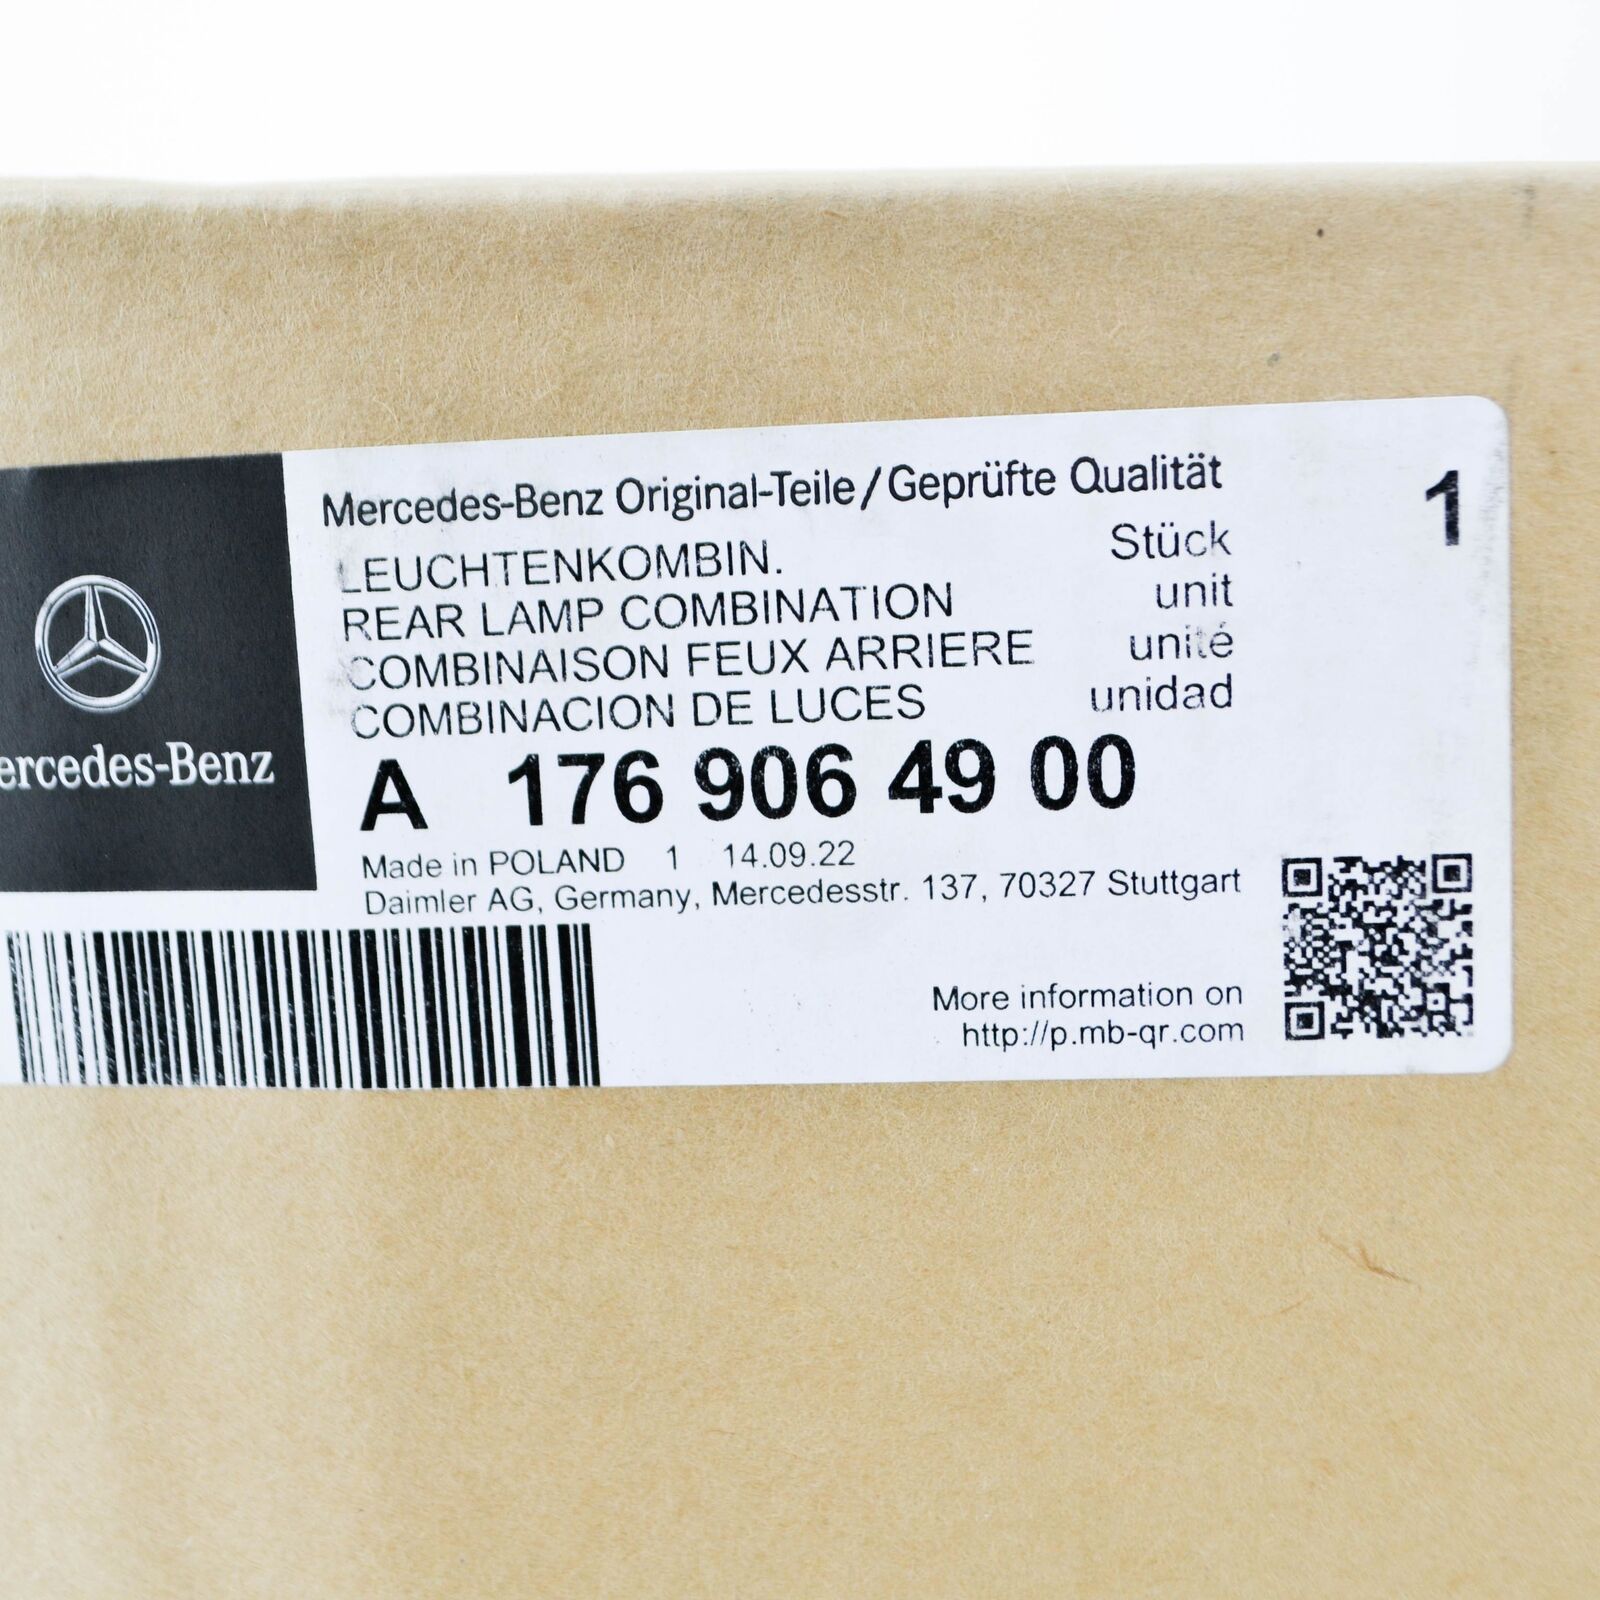 Mercedes-Benz Original-Teile/Geprüfte Qualität 1
LEUCHTENKOMBIN. Stück
REAR LAMP COMBINATION unit
COMBINAISON FEUX ARRIERE unité
COMBINACION DE LUCES unidad
ercedes-Benz
A 176 906 49 00
Made in POLAND 1 14.09.22
Daimler AG, Germany, Mercedesstr. 137, 70327 Stuttgart
More information on
http://p.mb-qr.com